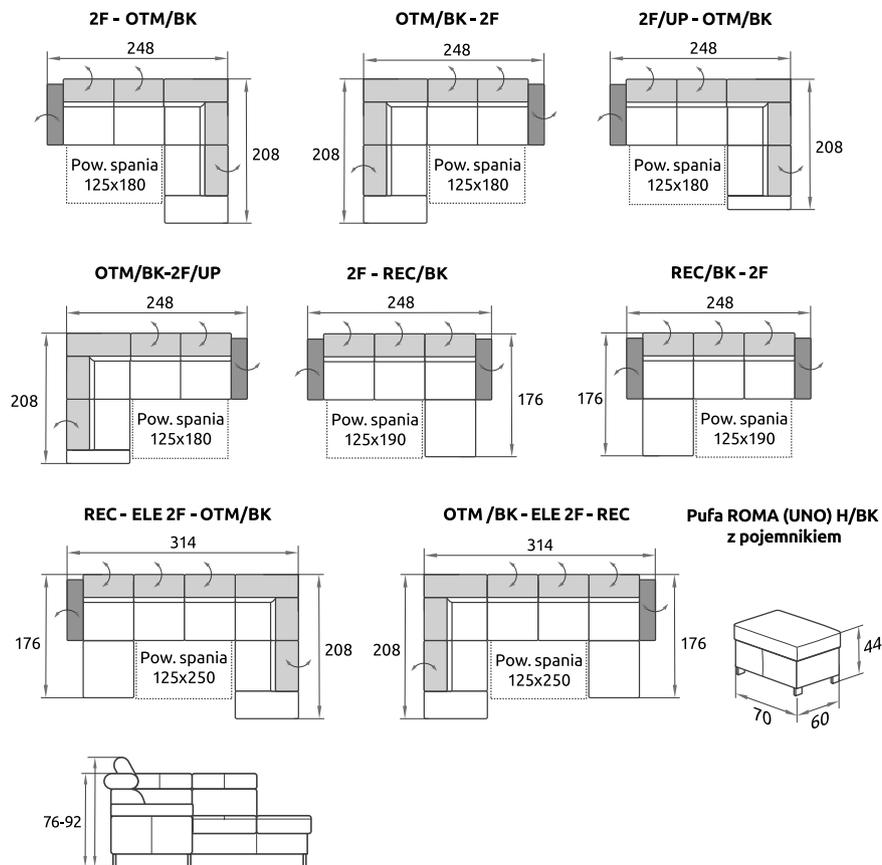 2F - OTM/BK
248
208
Pow. spania
125x180
OTM/BK - 2F
248
208
Pow. spania
125x180
2F/UP - OTM/BK
248
208
Pow. spania
125x180
OTM/BK-2F/UP
248
208
Pow. spania
125x180
2F - REC/BK
248
176
Pow. spania
125x190
REC/BK - 2F
248
176
Pow. spania
125x190
REC - ELE 2F - OTM/BK
314
176
208
Pow. spania
125x250
OTM /BK - ELE 2F - REC
314
208
176
Pow. spania
125x250
Pufa ROMA (UNO) H/BK
z pojemnikiem
44
70
60
76-92